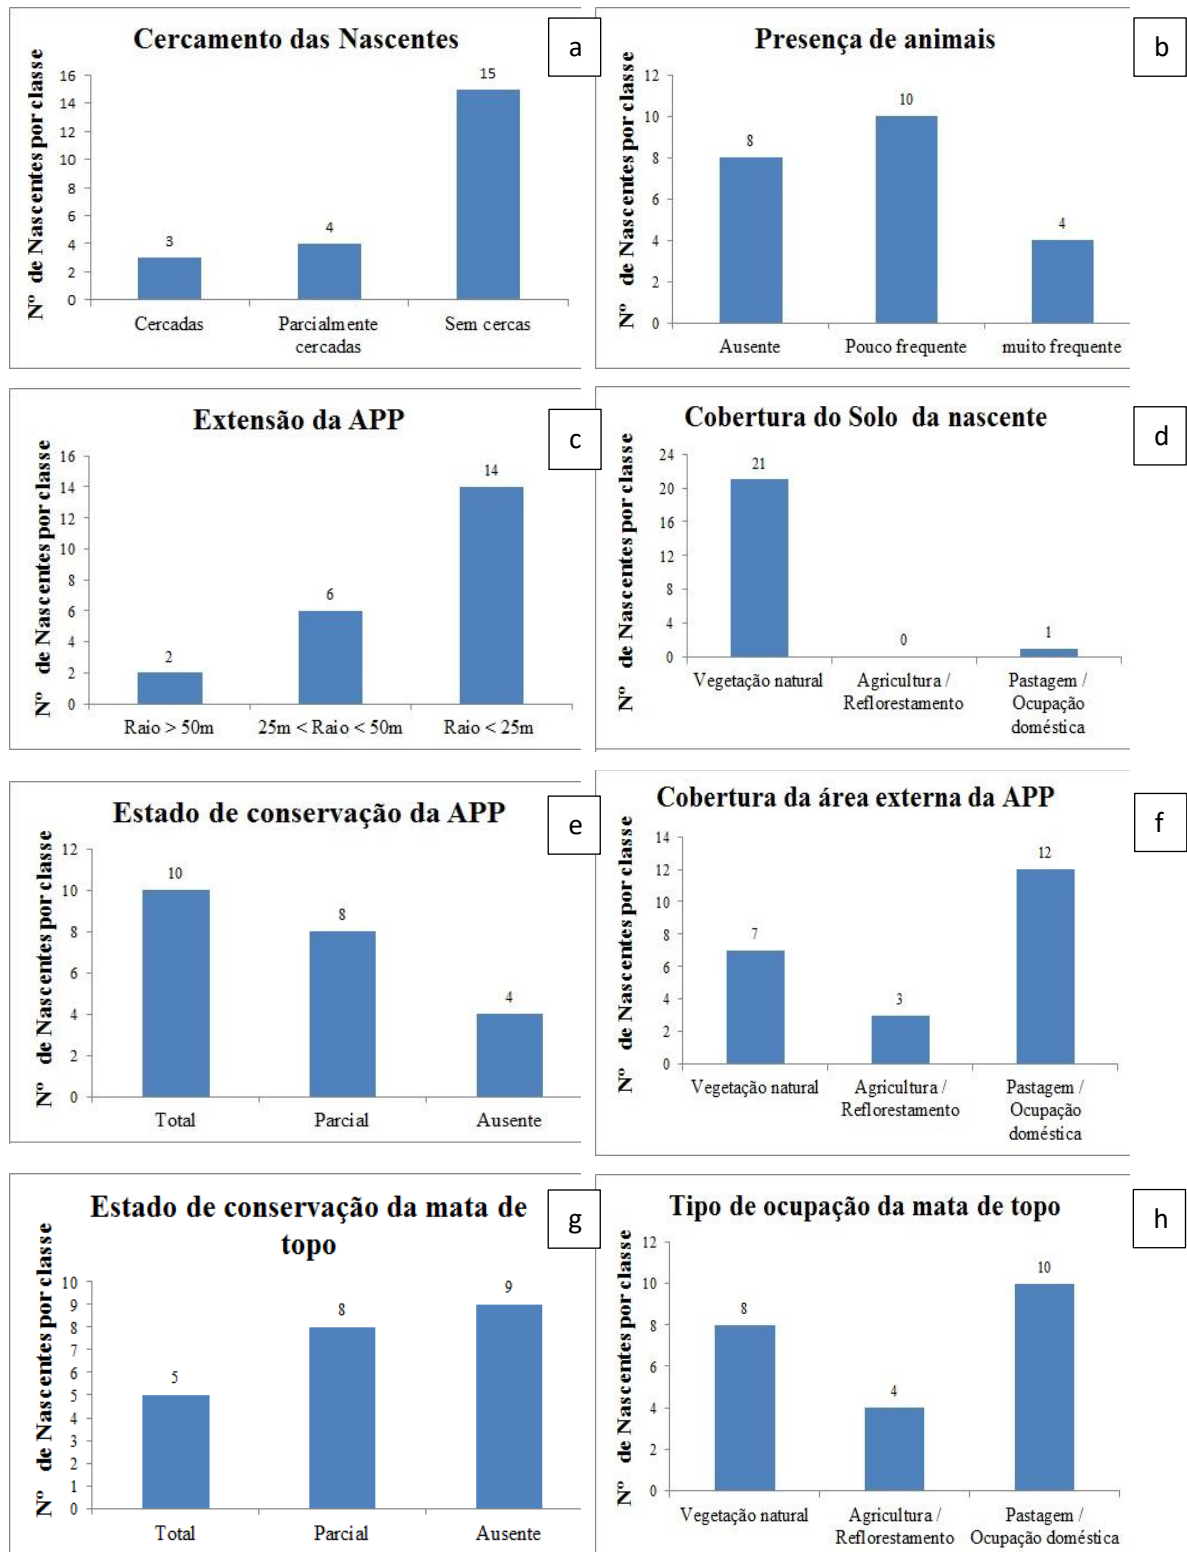 Cercamento das Nascentes
a
Nº de Nascentes por classe
16
14
12
10
8
6
4
2
0
3
4
15
Cercadas
Parcialmente
cercadas
Sem cercas
Presença de animais
b
Nº de Nascentes por classe
12
10
8
6
4
2
0
8
10
4
Ausente
Pouco frequente
muito frequente
Extensão da APP
c
Nº de Nascentes por classe
16
14
12
10
8
6
4
2
0
2
6
14
Raio > 50m
25m < Raio < 50m
Raio < 25m
Cobertura do Solo da nascente
d
Nº de Nascentes por classe
24
20
16
12
8
4
0
21
0
1
Vegetação natural
Agricultura /
Reflorestamento
Pastagem /
Ocupação
doméstica
Estado de conservação da APP
e
Nº de Nascentes por classe
12
10
8
6
4
2
0
10
8
4
Total
Parcial
Ausente
Cobertura da área externa da APP
f
Nº de Nascentes por classe
14
12
10
8
6
4
2
0
7
3
12
Vegetação natural
Agricultura /
Reflorestamento
Pastagem /
Ocupação
doméstica
Estado de conservação da mata de
topo
g
Nº de Nascentes por classe
10
9
8
7
6
5
4
3
2
1
0
5
8
9
Total
Parcial
Ausente
Tipo de ocupação da mata de topo
h
Nº de Nascentes por classe
12
10
8
6
4
2
0
8
4
10
Vegetação natural
Agricultura /
Reflorestamento
Pastagem /
Ocupação doméstica